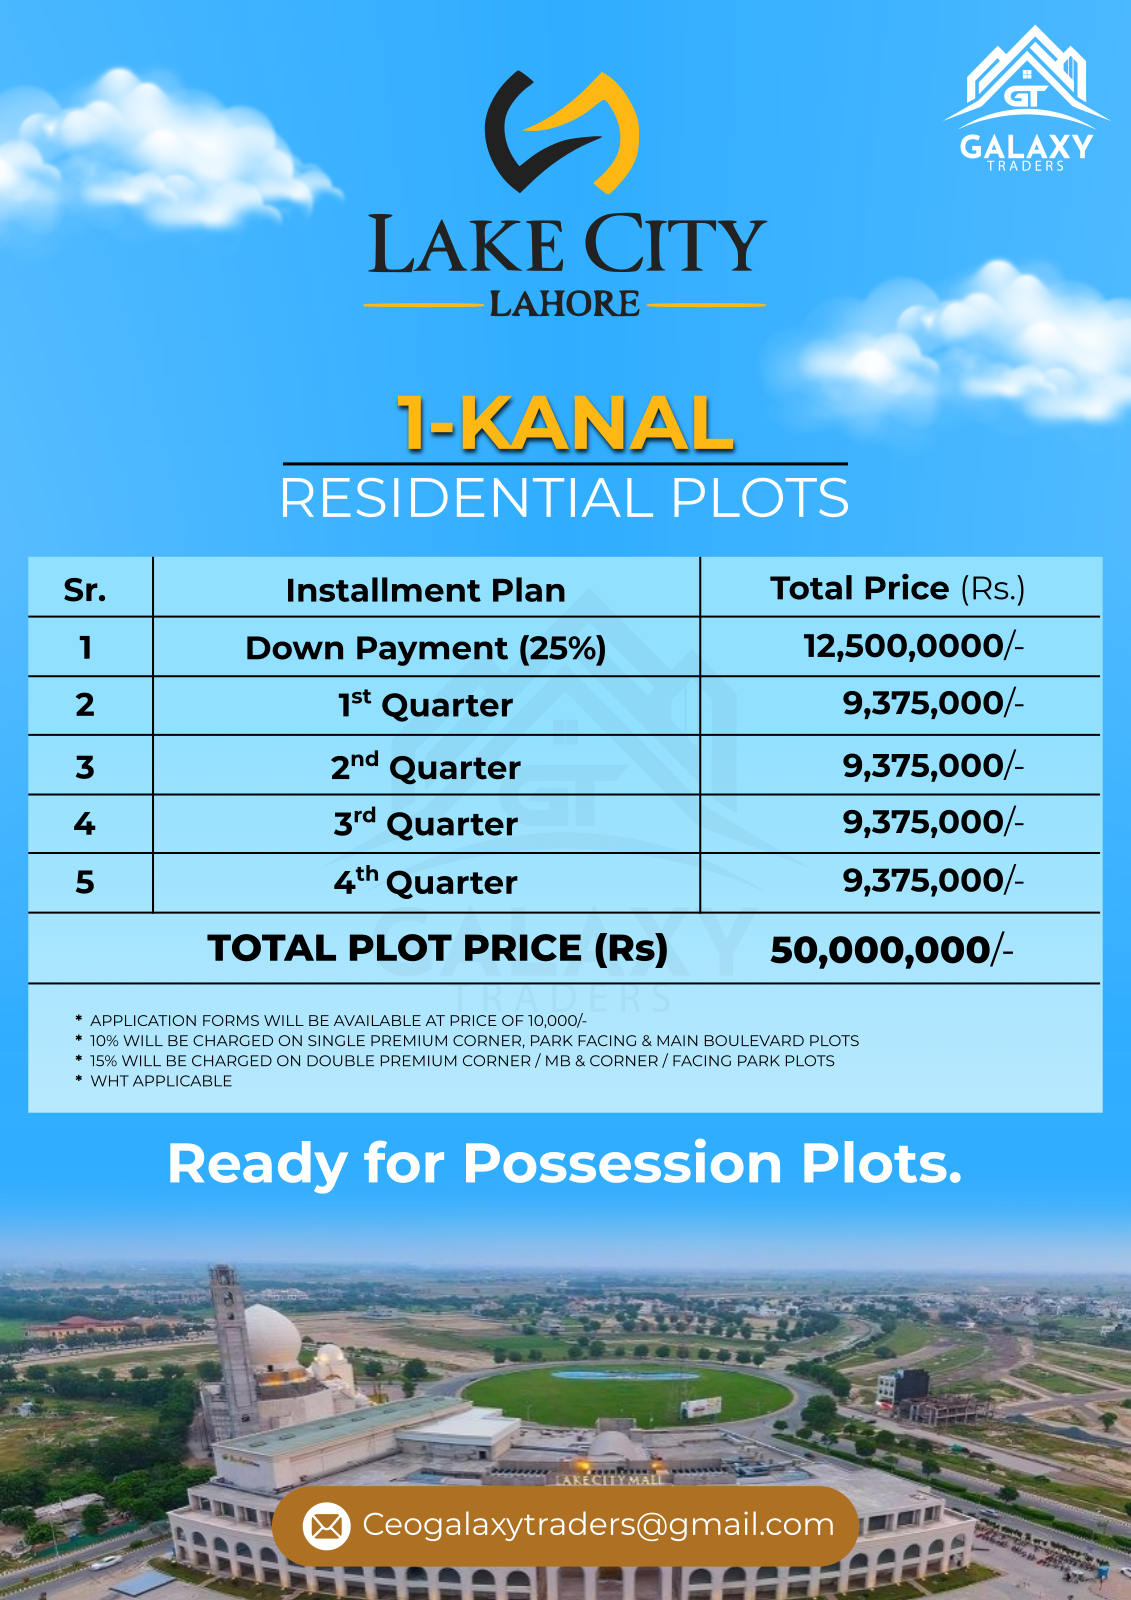 GT
GALAXY
TRADERS
LAKE CITY
LAHORE
1-KANAL
RESIDENTIAL PLOTS
Sr. Installment Plan Total Price (Rs.)
1 Down Payment (25%) 12,500,0000/-
2 1st Quarter 9,375,000/-
3 2nd Quarter 9,375,000/-
4 3rd Quarter 9,375,000/-
5 4th Quarter 9,375,000/-
TOTAL PLOT PRICE (Rs) 50,000,000/-
GT
GALAXY
TRADERS
* APPLICATION FORMS WILL BE AVAILABLE AT PRICE OF 10,000/-
* 10% WILL BE CHARGED ON SINGLE PREMIUM CORNER, PARK FACING & MAIN BOULEVARD PLOTS
* 15% WILL BE CHARGED ON DOUBLE PREMIUM CORNER / MB & CORNER / FACING PARK PLOTS
* WHT APPLICABLE
Ready for Possession Plots.
LAKE CITY MALL
Ceogalaxytraders@gmail.com